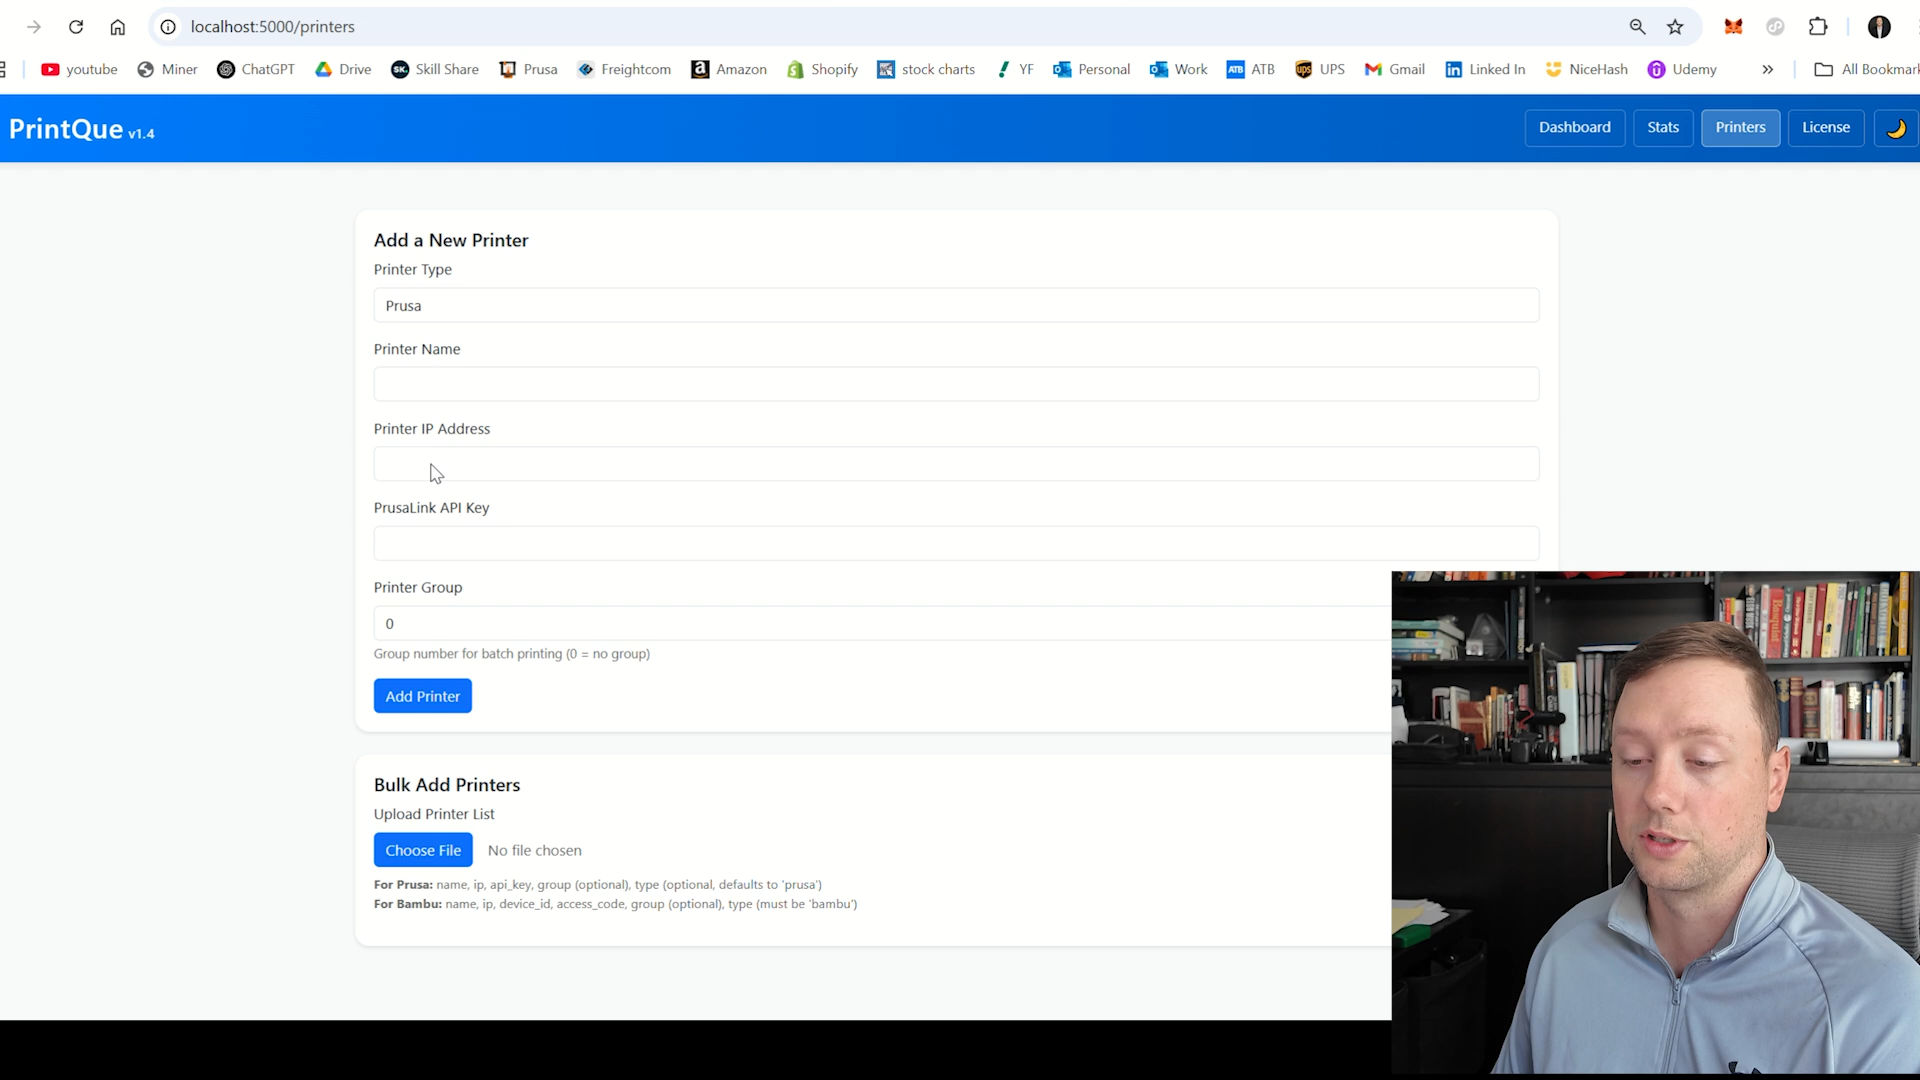 localhost:5000/printers
youtube Miner ChatGPT Drive Skill Share Prusa Freightcom Amazon Shopify stock charts YF Personal Work ATB UPS Gmail Linked In NiceHash Udemy » All Bookmark
PrintQue v1.4
Dashboard Stats Printers License
Add a New Printer
Printer Type
Prusa
Printer Name
Printer IP Address
PrusaLink API Key
Printer Group
0
Group number for batch printing (0 = no group)
Add Printer
Bulk Add Printers
Upload Printer List
Choose File No file chosen
For Prusa: name, ip, api_key, group (optional), type (optional, defaults to 'prusa')
For Bambu: name, ip, device_id, access_code, group (optional), type (must be 'bambu')